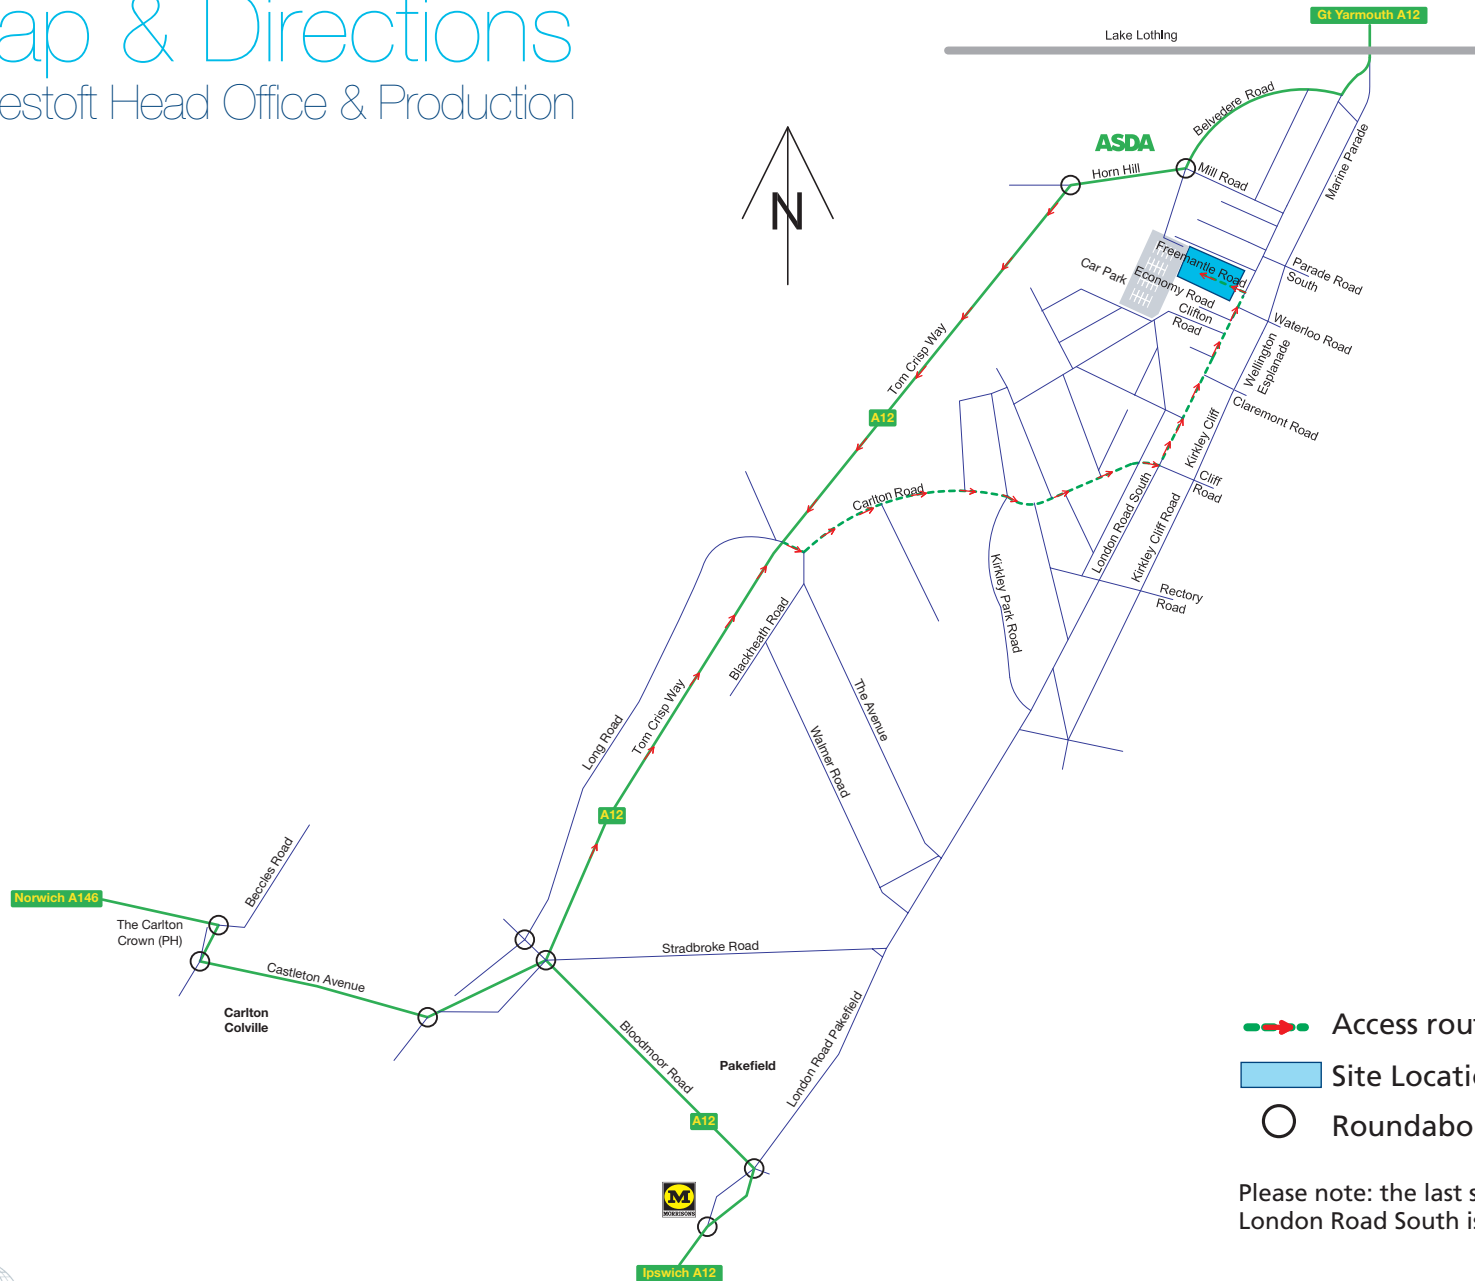 ap & Directions
estoft Head Office & Production
Gt Yarmouth A12
Lake Lothing
Belvedere Road
ASDA
Horn Hill
Mill Road
Marine Parade
N
Freemantle Road
Car Park
Economy Road
Parade Road
South
Clifton
Road
Waterloo Road
Wellington
Esplanade
Tom Crisp Way
A12
Claremont Road
Kirkley Cliff
Cliff
Road
Carlton Road
London Road South
Kirkley Cliff Road
Rectory
Road
Kirkley Park Road
Blackheath Road
The Avenue
Tom Crisp Way
Long Road
Walmer Road
A12
Beccles Road
Norwich A146
The Carlton
Crown (PH)
Stradbroke Road
Castleton Avenue
Carlton
Colville
Bloodmoor Road
London Road Pakefield
Pakefield
A12
M
MORRISONS
Ipswich A12
Access rout
Site Locatio
Roundabo
Please note: the last s
London Road South is